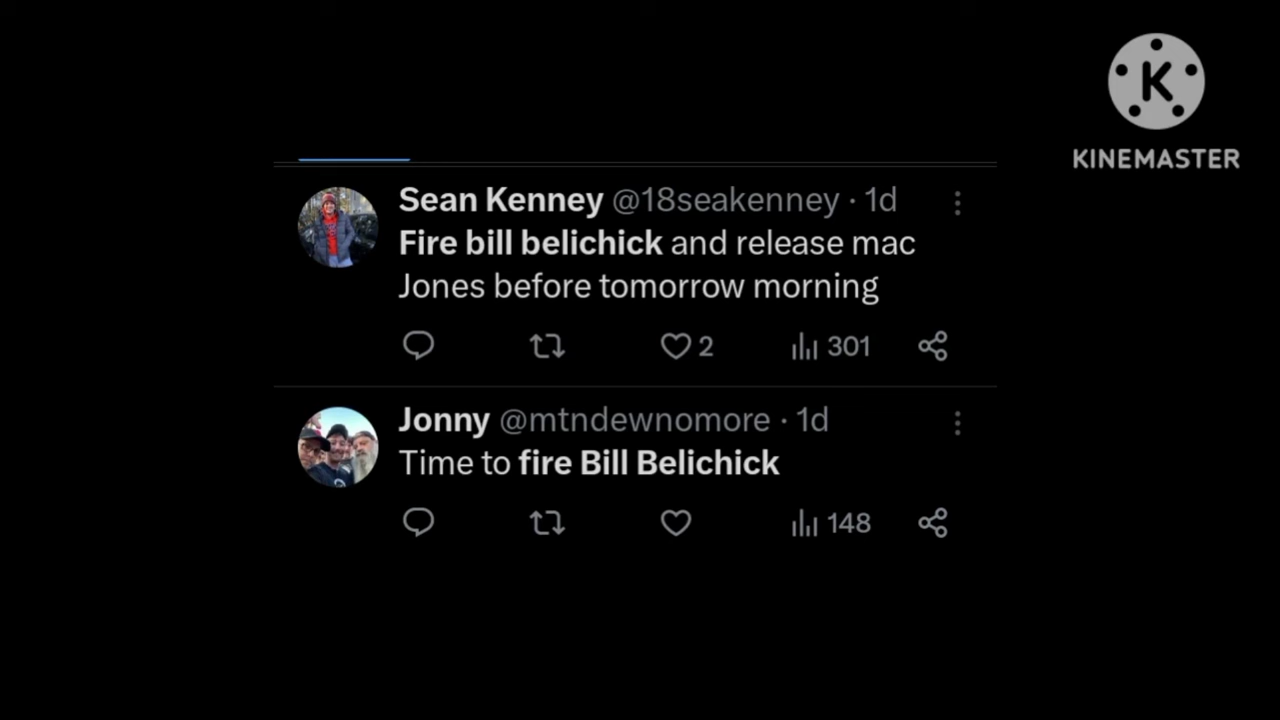 K
KINEMASTER
Sean Kenney @18seakenney · 1d
Fire bill belichick and release mac
Jones before tomorrow morning
2 301
Jonny @mtndewnomore · 1d
Time to fire Bill Belichick
148